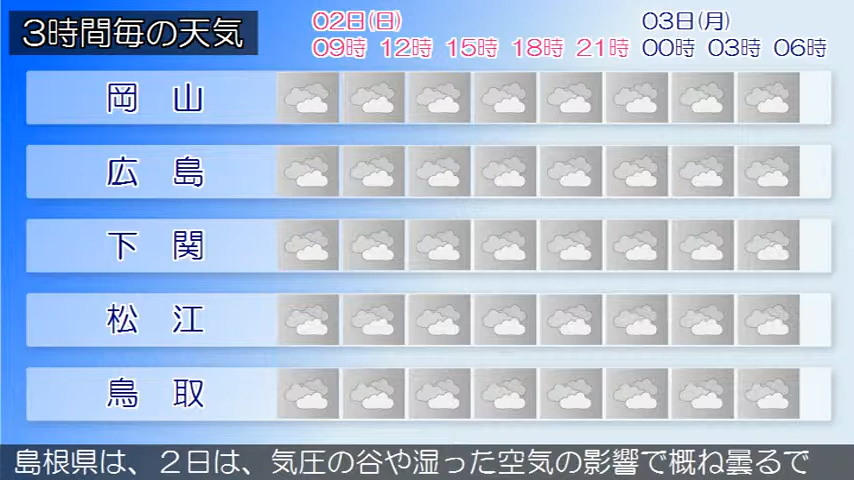 3時間毎の天気
02日(日) 03日(月)
09時 12時 15時 18時 21時 00時 03時 06時
岡山
広島
下関
松江
鳥取
島根県は、２日は、気圧の谷や湿った空気の影響で概ね曇るで